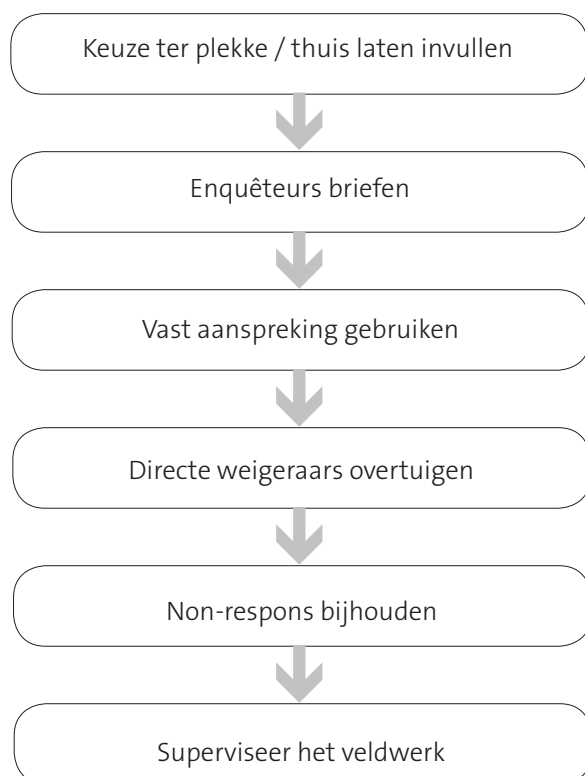 Keuze ter plekke / thuis laten invullen
Enquêteurs briefen
Vast aanspreking gebruiken
Directe weigeraars overtuigen
Non-respons bijhouden
Superviseer het veldwerk